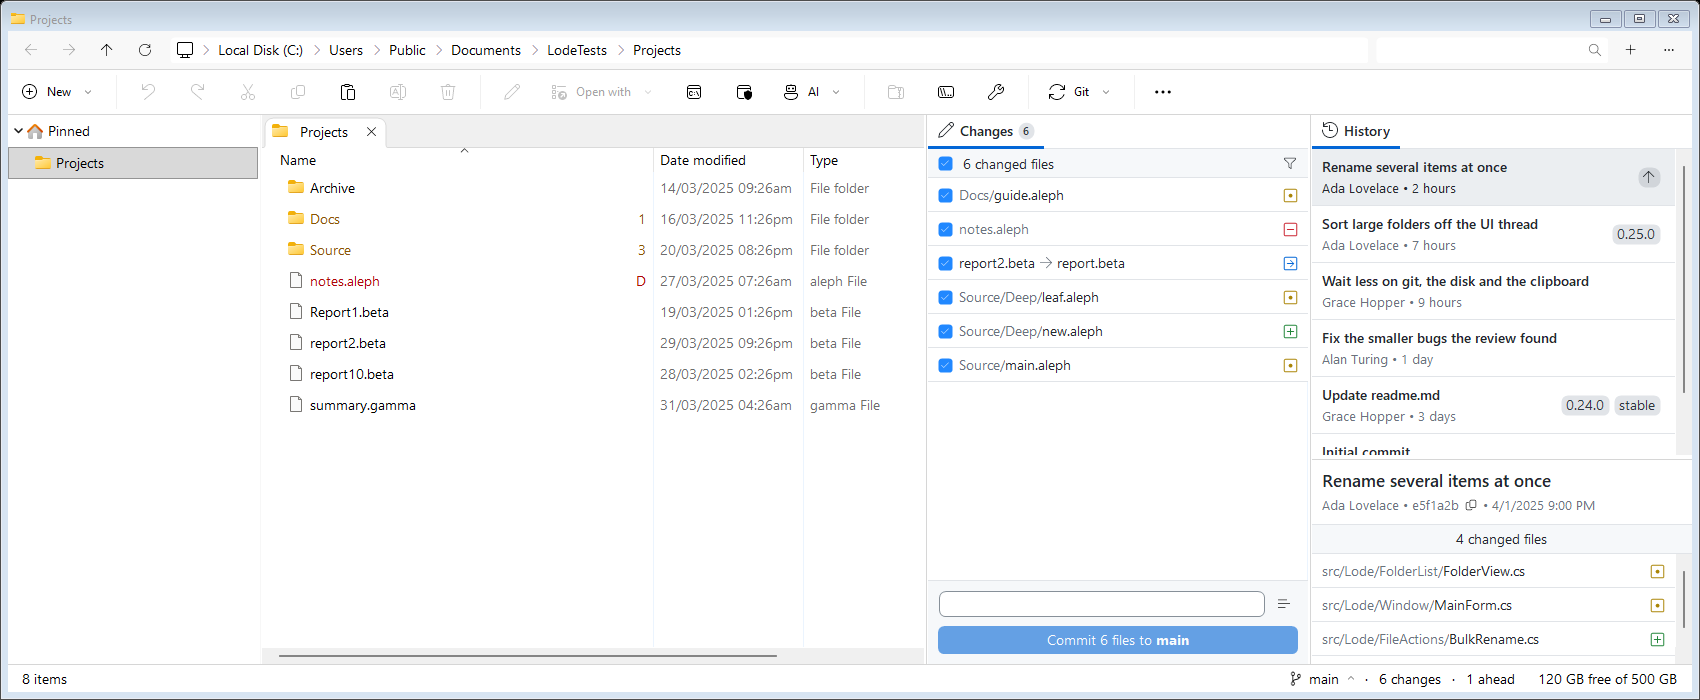 Projects
Local Disk (C:) Users Public Documents LodeTests Projects
New Open with AI Git
Pinned
Projects
Projects
Name Date modified Type
Archive 14/03/2025 09:26am File folder
Docs 1 16/03/2025 11:26pm File folder
Source 3 20/03/2025 08:26pm File folder
notes.aleph D 27/03/2025 07:26am aleph File
Report1.beta 19/03/2025 01:26pm beta File
report2.beta 29/03/2025 09:26pm beta File
report10.beta 28/03/2025 02:26pm beta File
summary.gamma 31/03/2025 04:26am gamma File
Changes 6
6 changed files
Docs/guide.aleph
notes.aleph
report2.beta → report.beta
Source/Deep/leaf.aleph
Source/Deep/new.aleph
Source/main.aleph
Commit 6 files to main
History
Rename several items at once
Ada Lovelace • 2 hours
Sort large folders off the UI thread
Ada Lovelace • 7 hours
0.25.0
Wait less on git, the disk and the clipboard
Grace Hopper • 9 hours
Fix the smaller bugs the review found
Alan Turing • 1 day
Update readme.md
Grace Hopper • 3 days
0.24.0 stable
Initial commit
Rename several items at once
Ada Lovelace • e5f1a2b • 4/1/2025 9:00 PM
4 changed files
src/Lode/FolderList/FolderView.cs
src/Lode/Window/MainForm.cs
src/Lode/FileActions/BulkRename.cs
8 items
main · 6 changes · 1 ahead 120 GB free of 500 GB